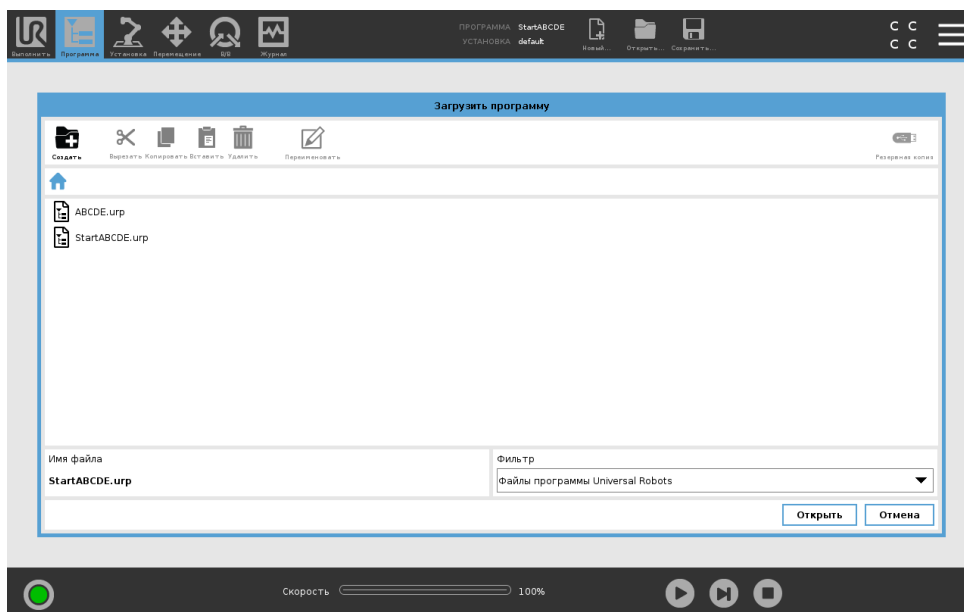 UR
ПРОГРАММА StartABCDE
УСТАНОВКА default
C C
C C
Выполнить Программа Установка Перемещение В/В Журнал
Новый... Открыть... Сохранить...
Загрузить программу
Создать Вырезать Копировать Вставить Удалить Переименовать Резервная копия
ABCDE.urp
StartABCDE.urp
Имя файла
StartABCDE.urp
Фильтр
Файлы программы Universal Robots
Открыть Отмена
Скорость 100%